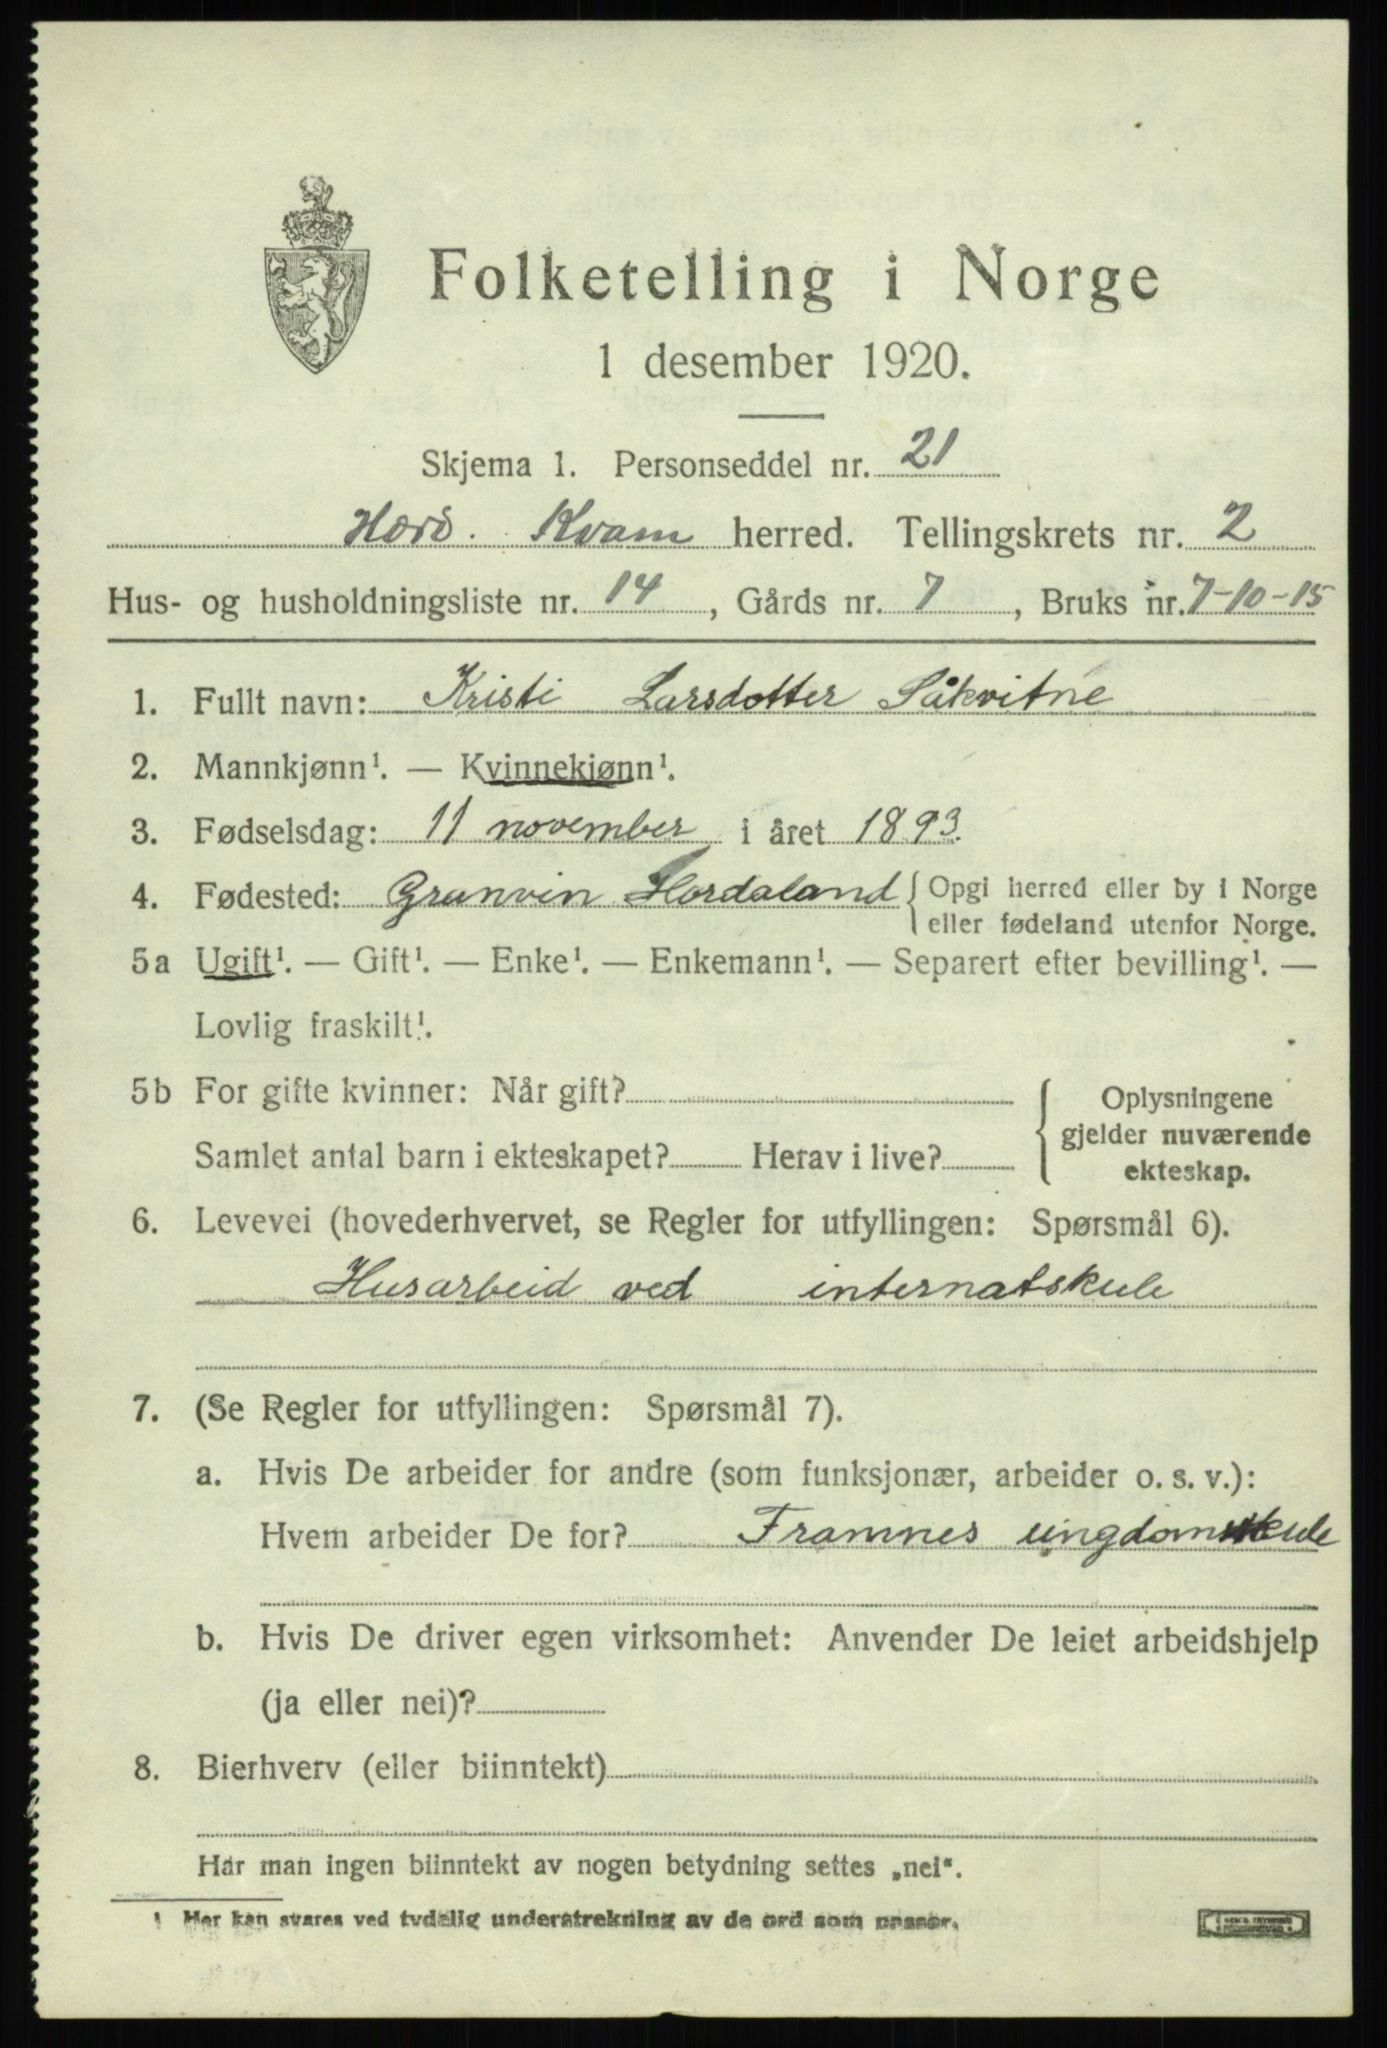 Folketelling i Norge
1 desember 1920.
Skjema 1. Personseddel nr. 21
Hord. Kvam herred. Tellingskrets nr. 2
Hus- og husholdningsliste nr. 14, Gårds nr. 7, Bruks nr. 7-10-15
1. Fullt navn: Kristi Larsdotter Såkvitne
2. Mannkjønn¹. — Kvinnekjønn¹.
3. Fødselsdag: 11 november i året 1893.
4. Fødested: Granvin Hordaland { Opgi herred eller by i Norge
eller fødeland utenfor Norge.
5a Ugift¹. — Gift¹. — Enke¹. — Enkemann¹. — Separert efter bevilling¹. —
Lovlig fraskilt¹.
5b For gifte kvinner: Når gift?
Samlet antal barn i ekteskapet? Herav i live?
{ Oplysningene
gjelder nuværende
ekteskap.
6. Levevei (hovederhvervet, se Regler for utfyllingen: Spørsmål 6).
Husarbeid ved internatskule
7. (Se Regler for utfyllingen: Spørsmål 7).
a. Hvis De arbeider for andre (som funksjonær, arbeider o. s. v.):
Hvem arbeider De for? Framnes ungdomskule
b. Hvis De driver egen virksomhet: Anvender De leiet arbeidshjelp
(ja eller nei)?
8. Bierhverv (eller biinntekt)
Har man ingen biinntekt av nogen betydning settes „nei“.
¹ Her kan svares ved tydelig understrekning av de ord som passer.